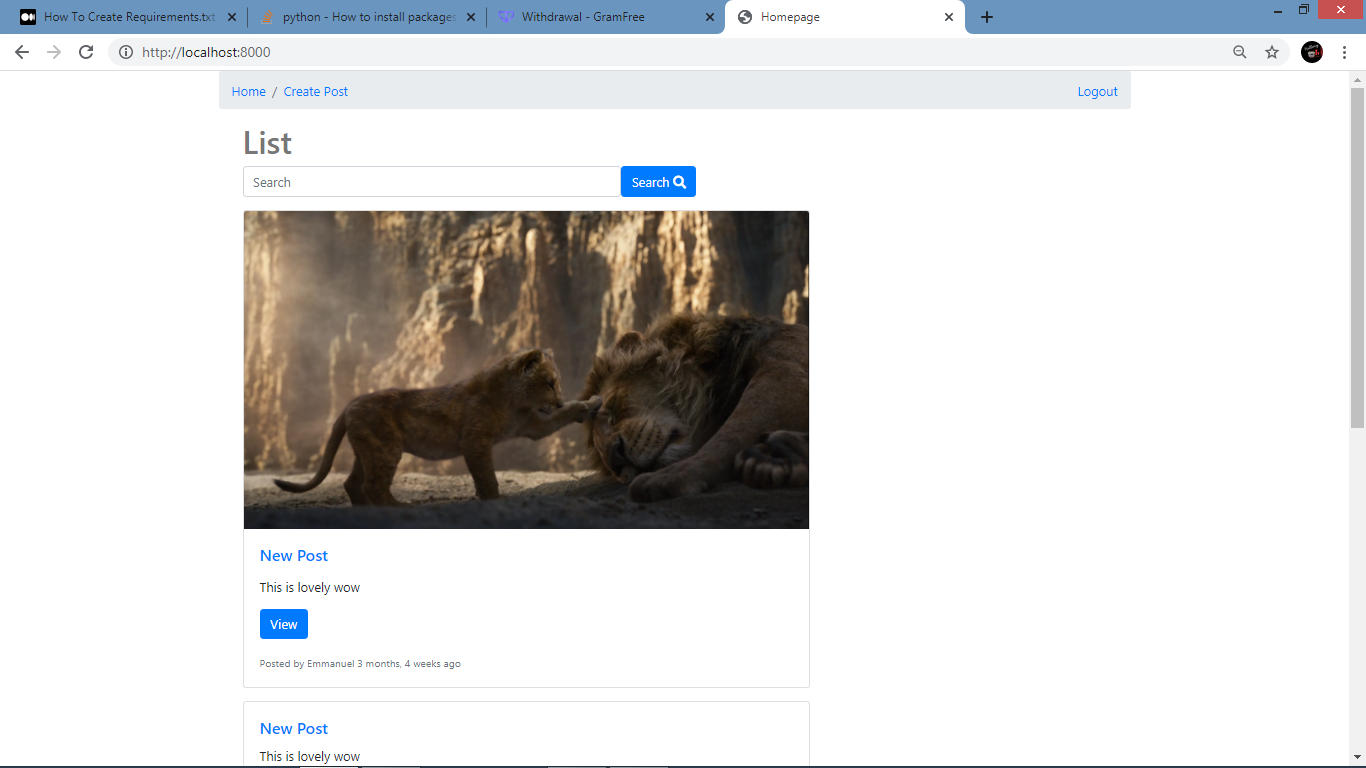 How To Create Requirements.txt
python - How to install packages
Withdrawal - GramFree
Homepage
http://localhost:8000
Home / Create Post
Logout
List
Search
Search
New Post
This is lovely wow
View
Posted by Emmanuel 3 months, 4 weeks ago
New Post
This is lovely wow